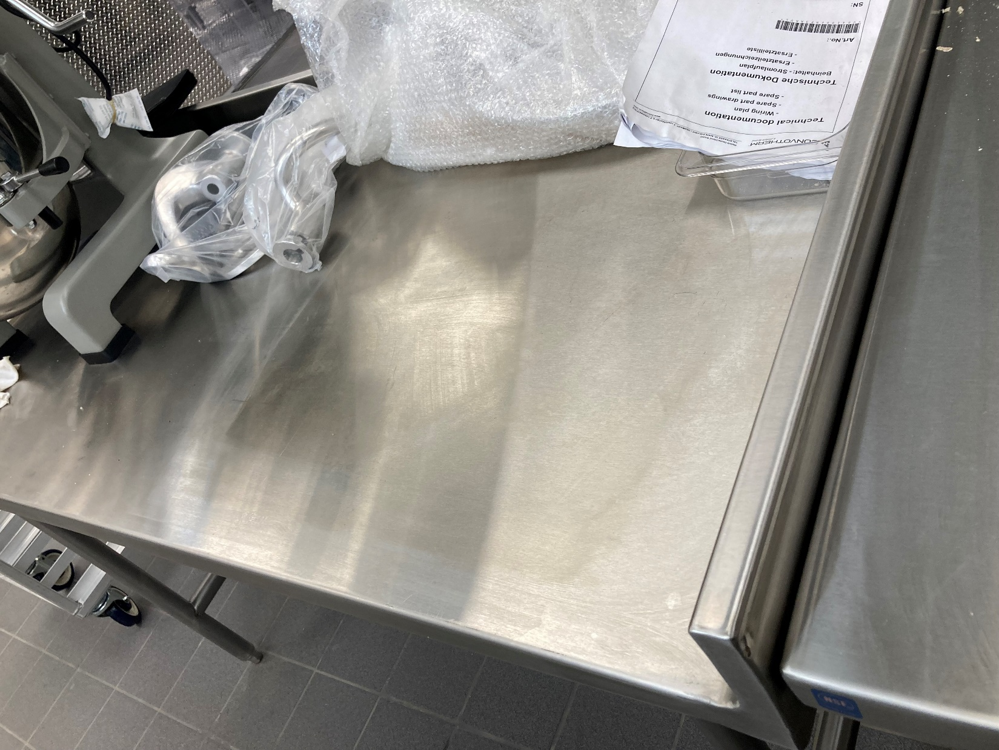 CONVOTHERM
Technical documentation
- Wiring plan
- Spare part drawings
- Spare part list
Technische Dokumentation
Beinhaltet: - Stromlaufplan
- Ersatzteilzeichnungen
- Ersatzteilliste
Art.No.:
SN:
NSF